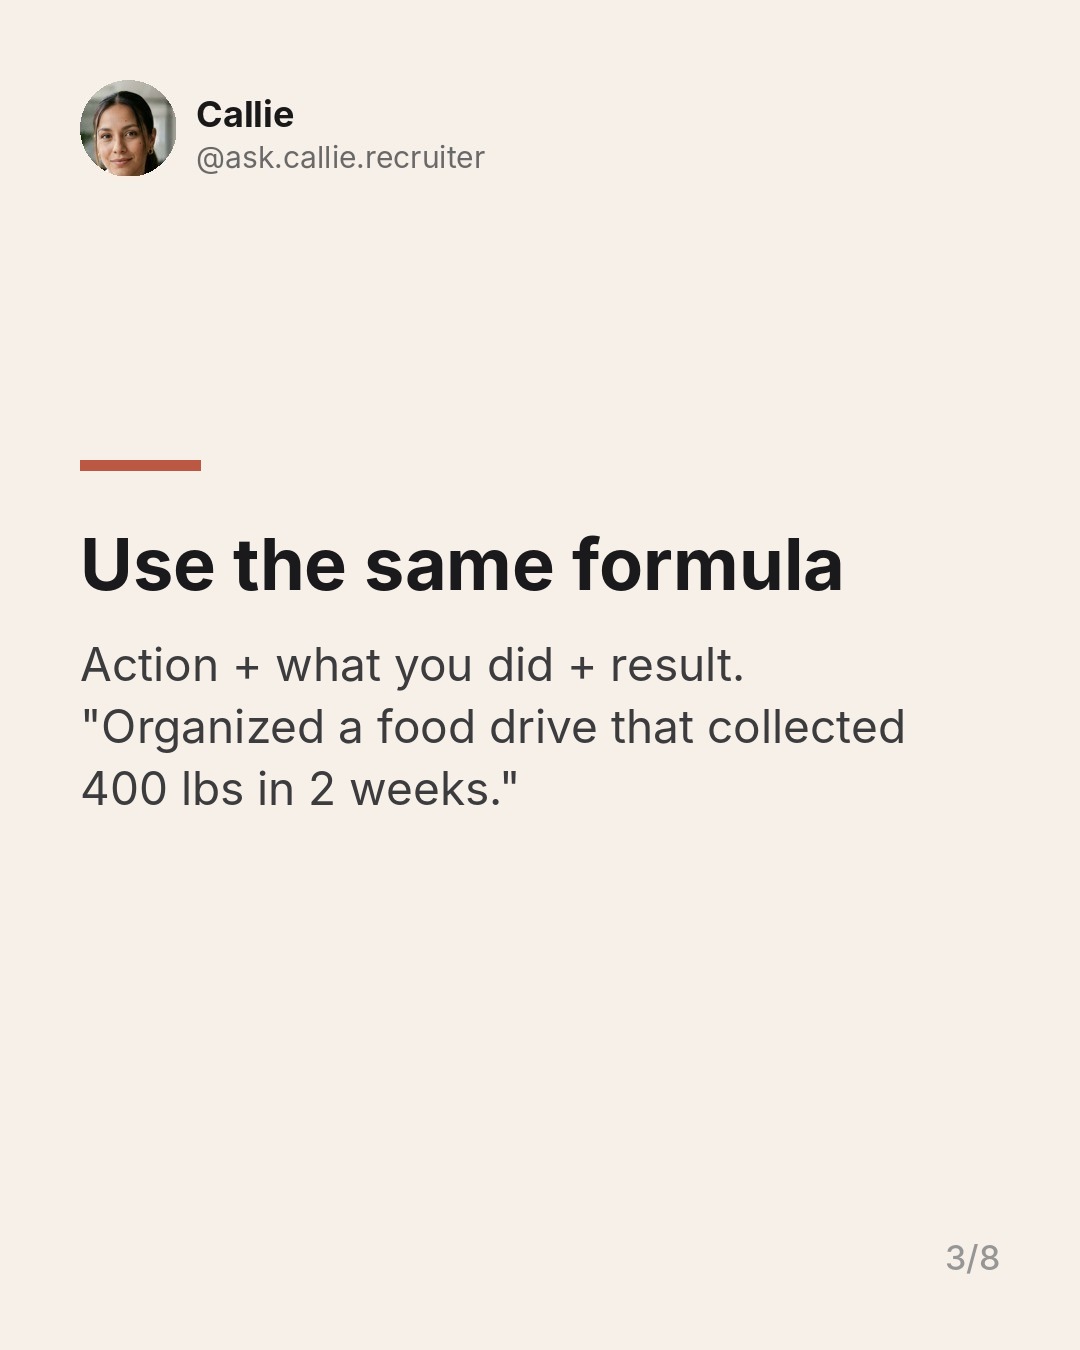 Callie
@ask.callie.recruiter
Use the same formula
Action + what you did + result.
"Organized a food drive that collected
400 lbs in 2 weeks."
3/8